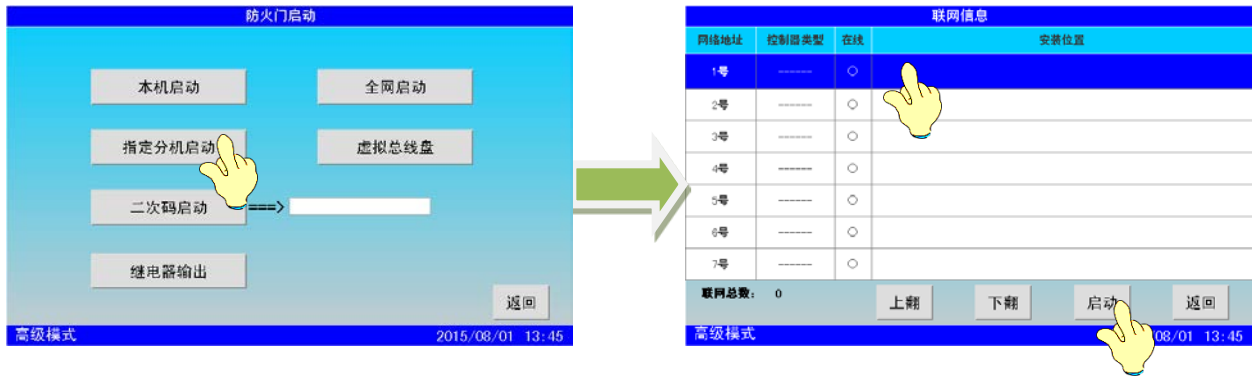 防火门启动
本机启动
全网启动
指定分机启动
虚拟总线盘
二次码启动
===>
继电器输出
返回
高级模式
2015/08/01 13:45
联网信息
网络地址 控制器类型 在线 安装位置
1号 ------ ○
2号 ------ ○
3号 ------ ○
4号 ------ ○
5号 ------ ○
6号 ------ ○
7号 ------ ○
联网总数: 0
上翻
下翻
启动
返回
高级模式
08/01 13:45